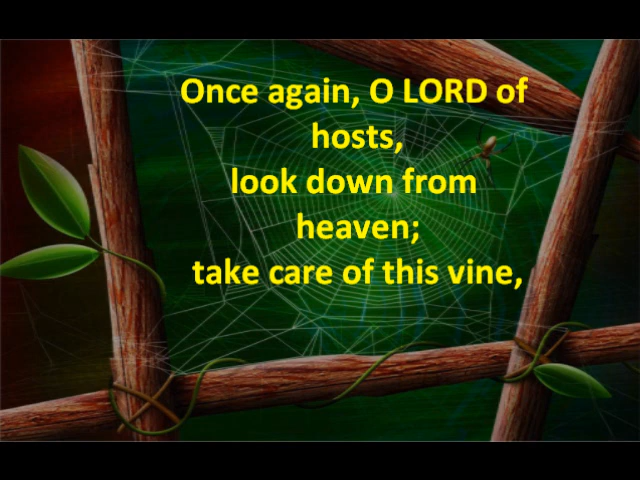 Once again, O LORD of
hosts,
look down from
heaven;
take care of this vine,